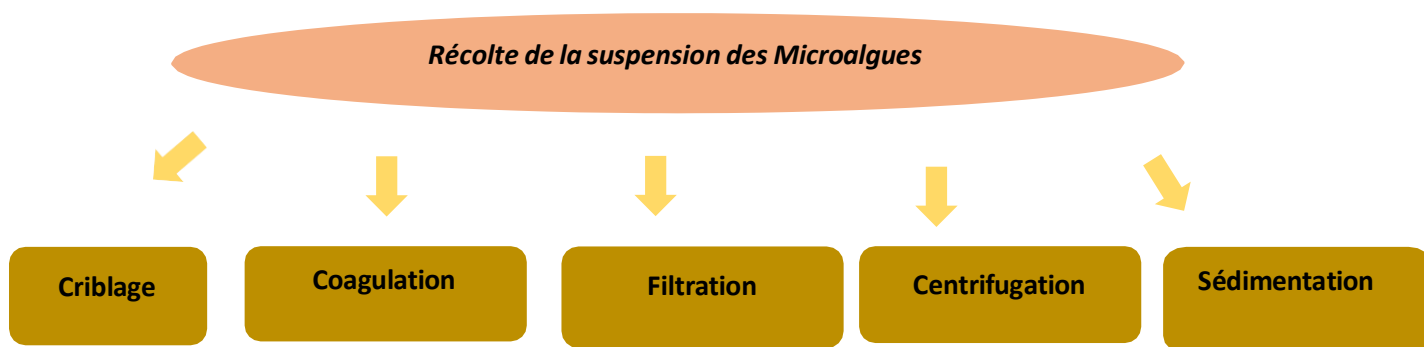 Récolte de la suspension des Microalgues
Criblage
Coagulation
Filtration
Centrifugation
Sédimentation